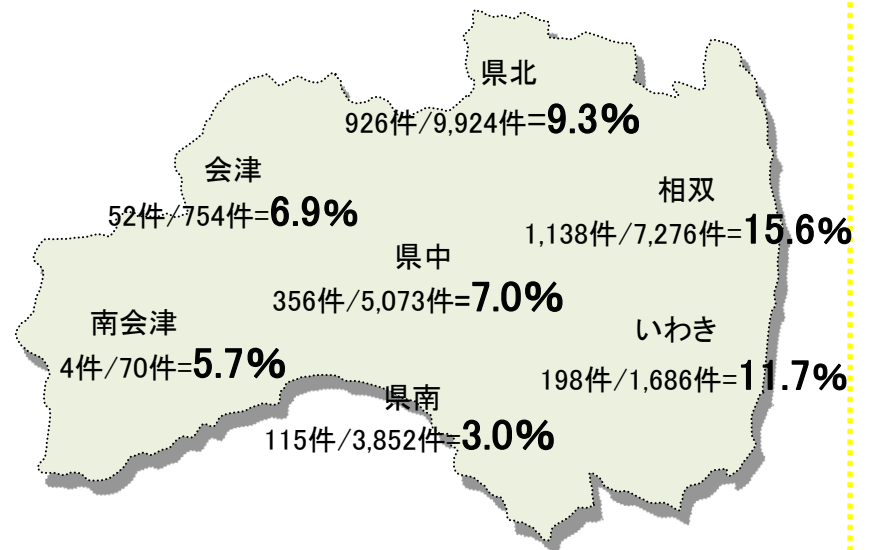 県北
926件/9,924件=9.3%
会津
52件/754件=6.9%
相双
1,138件/7,276件=15.6%
県中
356件/5,073件=7.0%
南会津
4件/70件=5.7%
いわき
198件/1,686件=11.7%
県南
115件/3,852件=3.0%